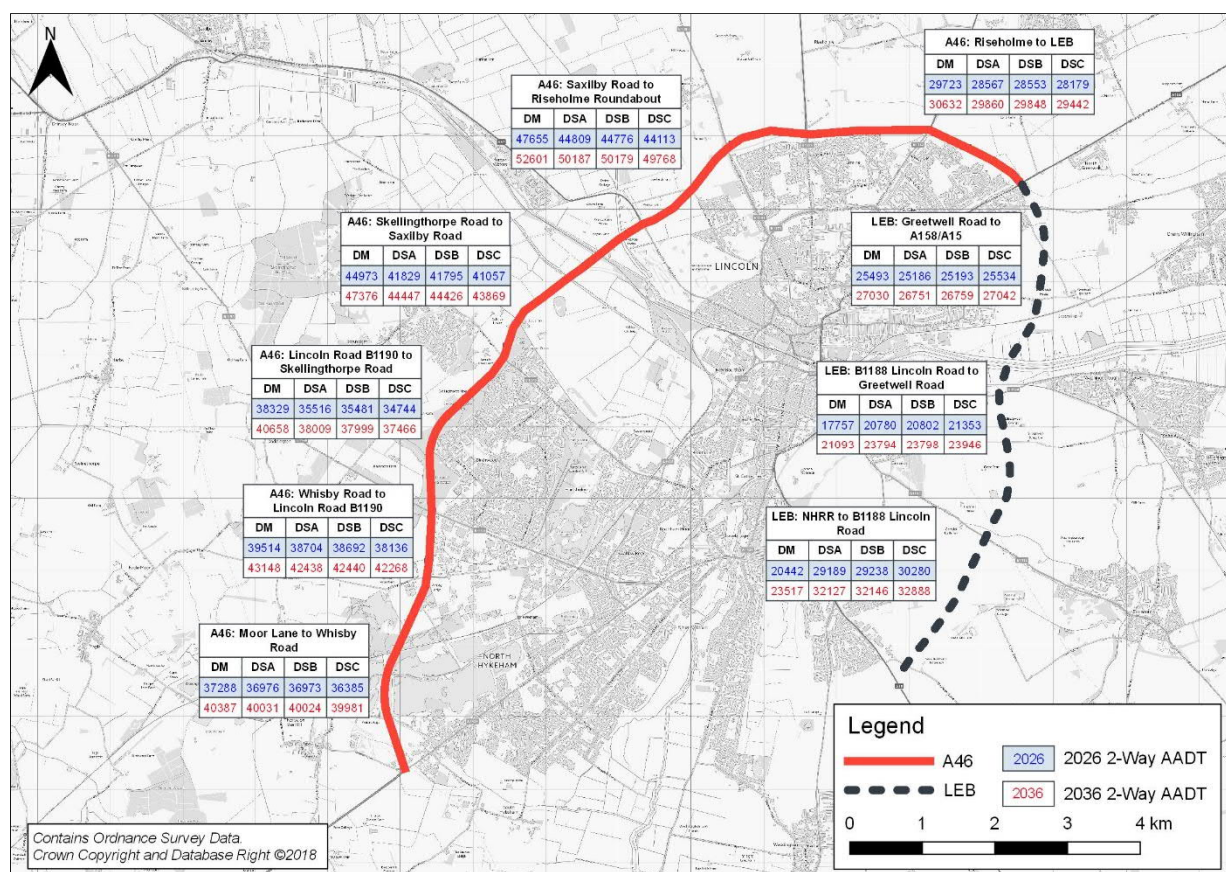 N
A46: Riseholme to LEB
DM DSA DSB DSC
29723 28567 28553 28179
30632 29860 29848 29442
A46: Saxilby Road to
Riseholme Roundabout
DM DSA DSB DSC
47655 44809 44776 44113
52601 50187 50179 49768
A46: Skellingthorpe Road to
Saxilby Road
DM DSA DSB DSC
44973 41829 41795 41057
47376 44447 44426 43869
LEB: Greetwell Road to
A158/A15
DM DSA DSB DSC
25493 25186 25193 25534
27030 26751 26759 27042
LINCOLN
A46: Lincoln Road B1190 to
Skellingthorpe Road
DM DSA DSB DSC
38329 35516 35481 34744
40658 38009 37999 37466
LEB: B1188 Lincoln Road to
Greetwell Road
DM DSA DSB DSC
17757 20780 20802 21353
21093 23794 23798 23946
A46: Whisby Road to
Lincoln Road B1190
DM DSA DSB DSC
39514 38704 38692 38136
43148 42438 42440 42268
LEB: NHRR to B1188 Lincoln
Road
DM DSA DSB DSC
20442 29189 29238 30280
23517 32127 32146 32888
A46: Moor Lane to Whisby
Road
DM DSA DSB DSC
37288 36976 36973 36385
40387 40031 40024 39981
NORTH
HYKEHAM
Legend
A46
LEB
2026 2026 2-Way AADT
2036 2036 2-Way AADT
0 1 2 3 4 km
Contains Ordnance Survey Data.
Crown Copyright and Database Right ©2018